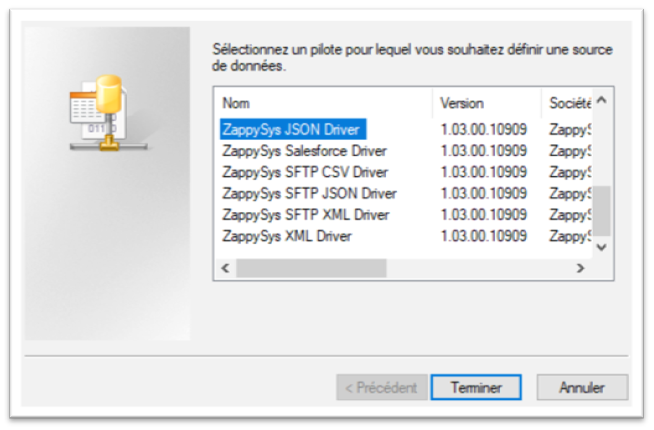 Sélectionnez un pilote pour lequel vous souhaitez définir une source
de données.
Nom Version Société
ZappySys JSON Driver 1.03.00.10909 ZappyS
ZappySys Salesforce Driver 1.03.00.10909 ZappyS
ZappySys SFTP CSV Driver 1.03.00.10909 ZappyS
ZappySys SFTP JSON Driver 1.03.00.10909 ZappyS
ZappySys SFTP XML Driver 1.03.00.10909 ZappyS
ZappySys XML Driver 1.03.00.10909 ZappyS
< Précédent Terminer Annuler